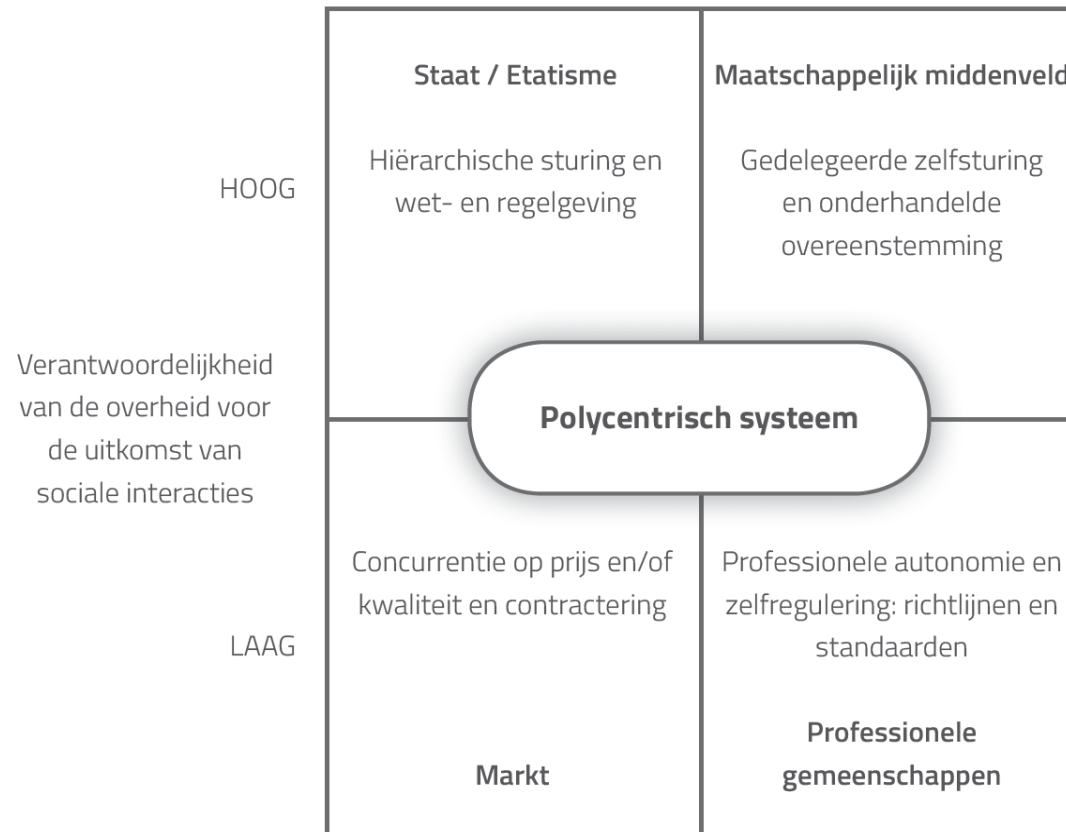 Staat / Etatisme
Hiërarchische sturing en
wet- en regelgeving
Maatschappelijk middenveld
Gedelegeerde zelfsturing
en onderhandelde
overeenstemming
HOOG
Verantwoordelijkheid
van de overheid voor
de uitkomst van
sociale interacties
Polycentrisch systeem
LAAG
Concurrentie op prijs en/of
kwaliteit en contractering
Markt
Professionele autonomie en
zelfregulering: richtlijnen en
standaarden
Professionele
gemeenschappen